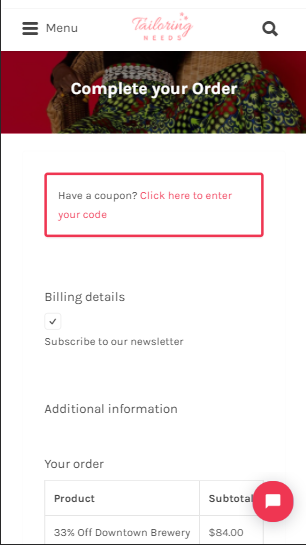 Menu
Tailoring
NEEDS
Complete your Order
Have a coupon? Click here to enter
your code
Billing details
Subscribe to our newsletter
Additional information
Your order
Product Subtotal
33% Off Downtown Brewery $84.00